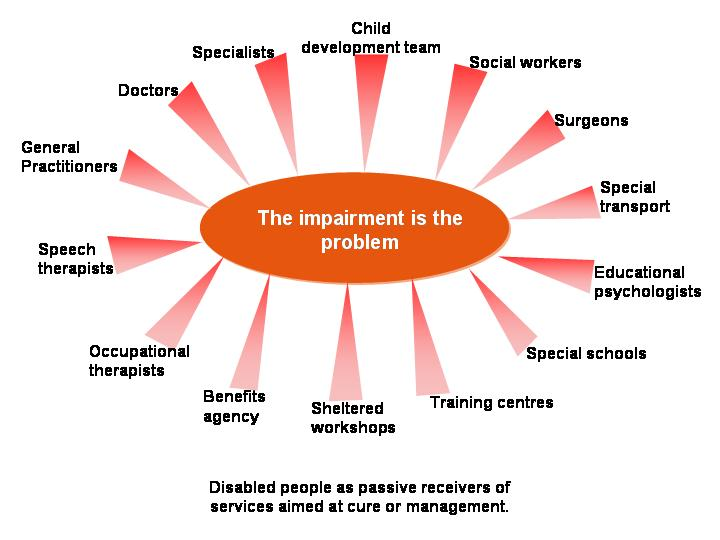 Child
development team
Specialists
Social workers
Doctors
Surgeons
General
Practitioners
Special
transport
The impairment is the
problem
Speech
therapists
Educational
psychologists
Occupational
therapists
Special schools
Benefits
agency
Sheltered
workshops
Training centres
Disabled people as passive receivers of
services aimed at cure or management.